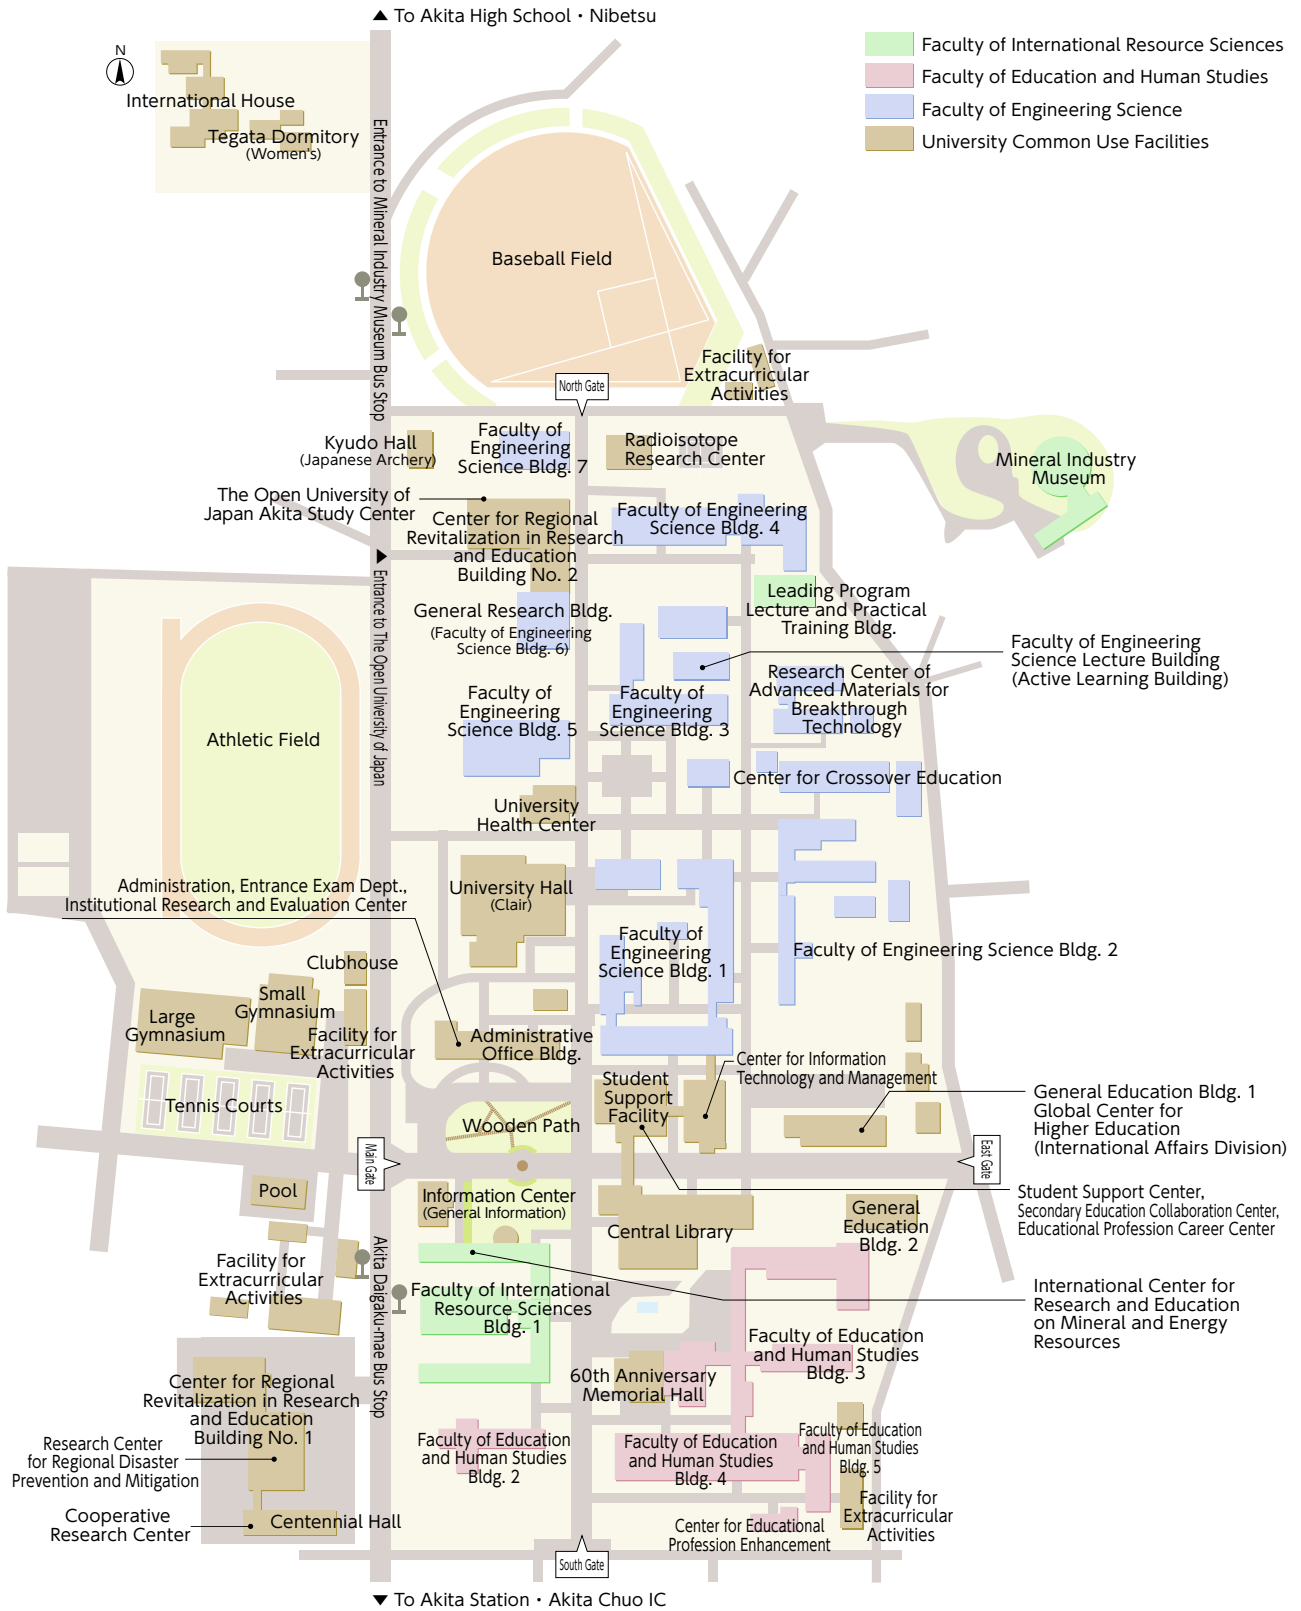 ▲ To Akita High School・Nibetsu
N
Faculty of International Resource Sciences
Faculty of Education and Human Studies
Faculty of Engineering Science
University Common Use Facilities
International House
Tegata Dormitory
(Women's)
Entrance to Mineral Industry Museum Bus Stop
Baseball Field
Facility for
Extracurricular
Activities
North Gate
Kyudo Hall
(Japanese Archery)
Faculty of
Engineering
Science Bldg. 7
Radioisotope
Research Center
Mineral Industry
Museum
The Open University of
Japan Akita Study Center
Center for Regional
Revitalization in Research
and Education
Building No. 2
Faculty of Engineering
Science Bldg. 4
▶ Entrance to The Open University of Japan
General Research Bldg.
(Faculty of Engineering
Science Bldg. 6)
Leading Program
Lecture and Practical
Training Bldg.
Faculty of Engineering
Science Lecture Building
(Active Learning Building)
Research Center of
Advanced Materials for
Breakthrough
Technology
Faculty of
Engineering
Science Bldg. 5
Faculty of
Engineering
Science Bldg. 3
Athletic Field
Center for Crossover Education
University
Health Center
Administration, Entrance Exam Dept.,
Institutional Research and Evaluation Center
University Hall
(Clair)
Faculty of
Engineering
Science Bldg. 1
Faculty of Engineering Science Bldg. 2
Clubhouse
Small
Gymnasium
Large
Gymnasium
Facility for
Extracurricular
Activities
Administrative
Office Bldg.
Center for Information
Technology and Management
Student
Support
Facility
General Education Bldg. 1
Global Center for
Higher Education
(International Affairs Division)
Tennis Courts
Wooden Path
Main Gate
East Gate
Pool
Information Center
(General Information)
Student Support Center,
Secondary Education Collaboration Center,
Educational Profession Career Center
Central Library
General
Education
Bldg. 2
Facility for
Extracurricular
Activities
Akita Daigaku-mae Bus Stop
Faculty of International
Resource Sciences
Bldg. 1
International Center for
Research and Education
on Mineral and Energy
Resources
Faculty of Education
and Human Studies
Bldg. 3
60th Anniversary
Memorial Hall
Center for Regional
Revitalization in Research
and Education
Building No. 1
Research Center
for Regional Disaster
Prevention and Mitigation
Faculty of Education
and Human Studies
Bldg. 2
Faculty of Education
and Human Studies
Bldg. 4
Faculty of Education
and Human Studies
Bldg. 5
Cooperative
Research Center
Centennial Hall
Facility for
Extracurricular
Activities
Center for Educational
Profession Enhancement
South Gate
▼ To Akita Station・Akita Chuo IC